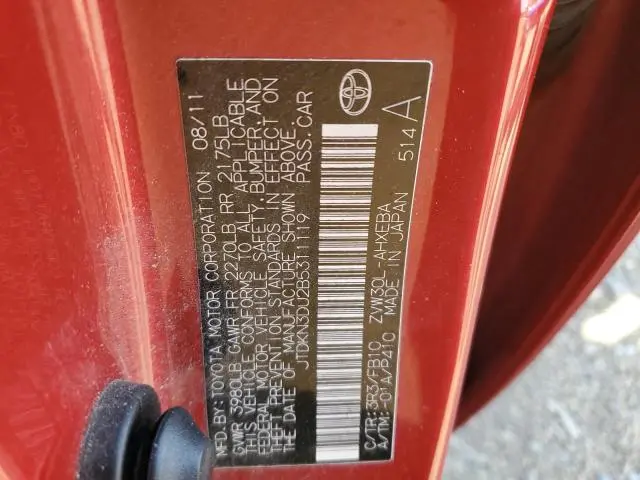 MFD.BY:TOYOTA MOTOR CORPORATION 08/11
GVWR 3980LB GAWR FR 2270LB RR 2175LB
THIS VEHICLE CONFORMS TO ALL APPLICABLE
FEDERAL MOTOR VEHICLE SAFETY, BUMPER, AND
THEFT PREVENTION STANDARDS IN EFFECT ON
THE DATE OF MANUFACTURE SHOWN ABOVE.
JTDKN3DU2B5311119 PASS.CAR
C/TR:3R3/FB10 ZVW30L-AHXEBA
A/TM:-01A/P410 MADE IN JAPAN 514 A